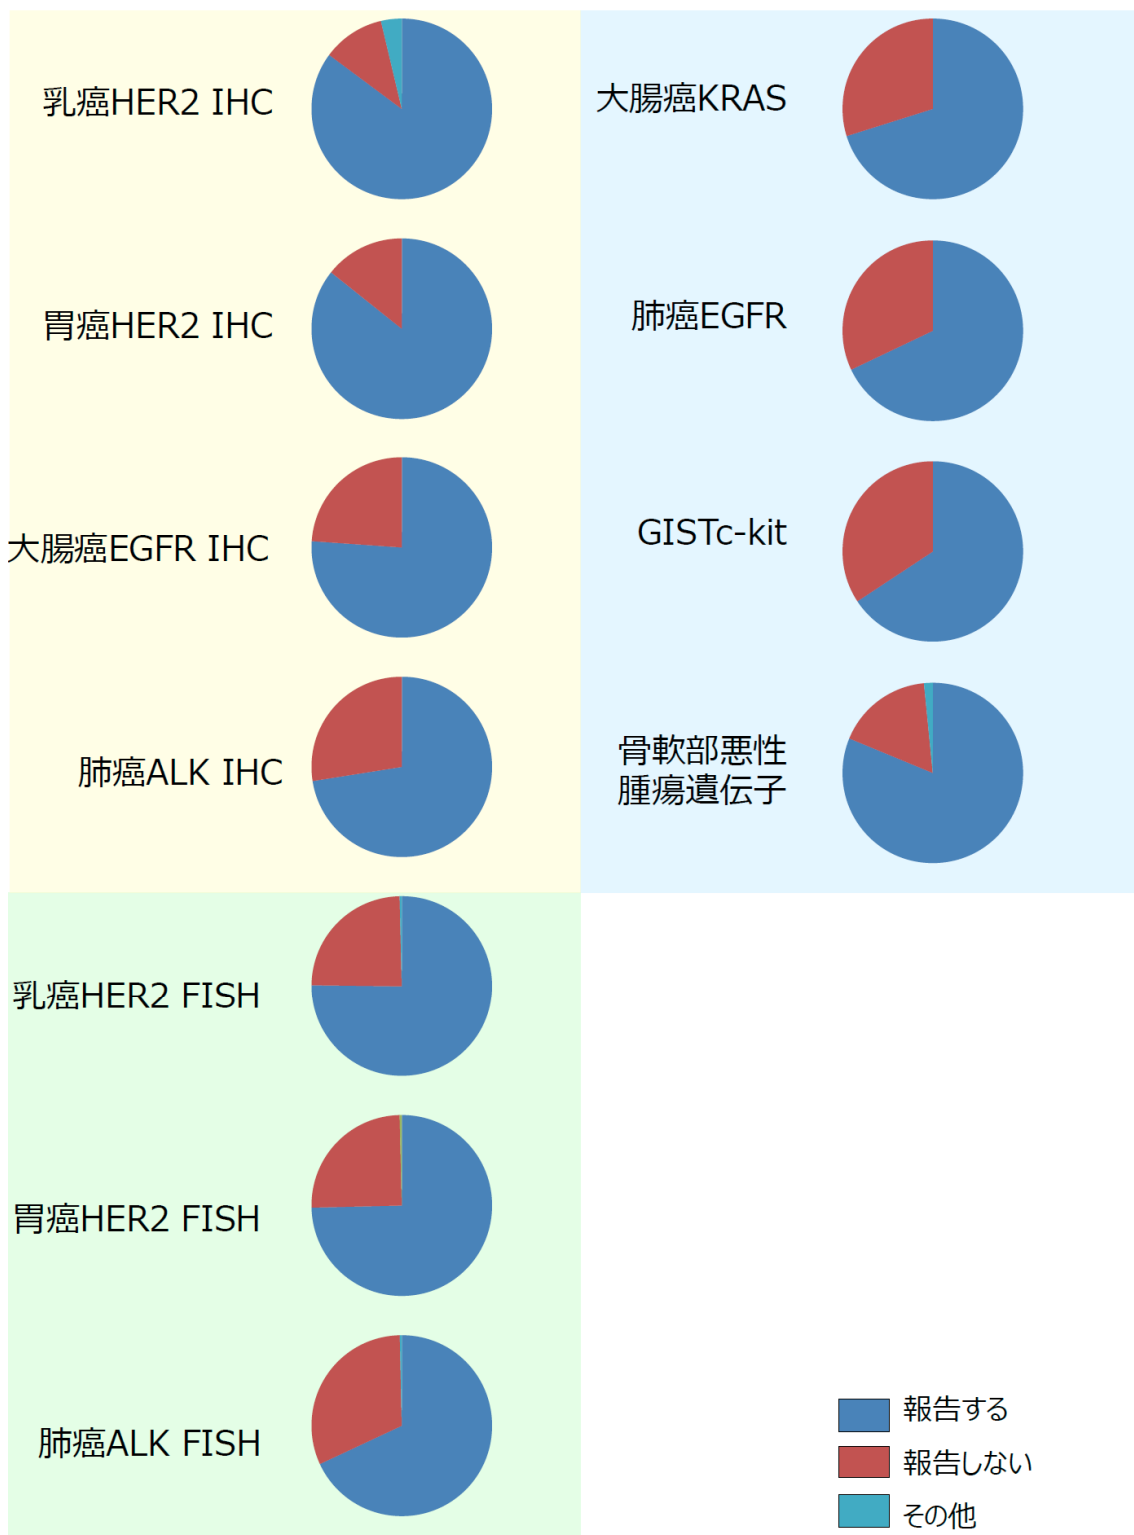 乳癌HER2 IHC
胃癌HER2 IHC
大腸癌EGFR IHC
肺癌ALK IHC
乳癌HER2 FISH
胃癌HER2 FISH
肺癌ALK FISH
大腸癌KRAS
肺癌EGFR
GISTc-kit
骨軟部悪性
腫瘍遺伝子
報告する
報告しない
その他